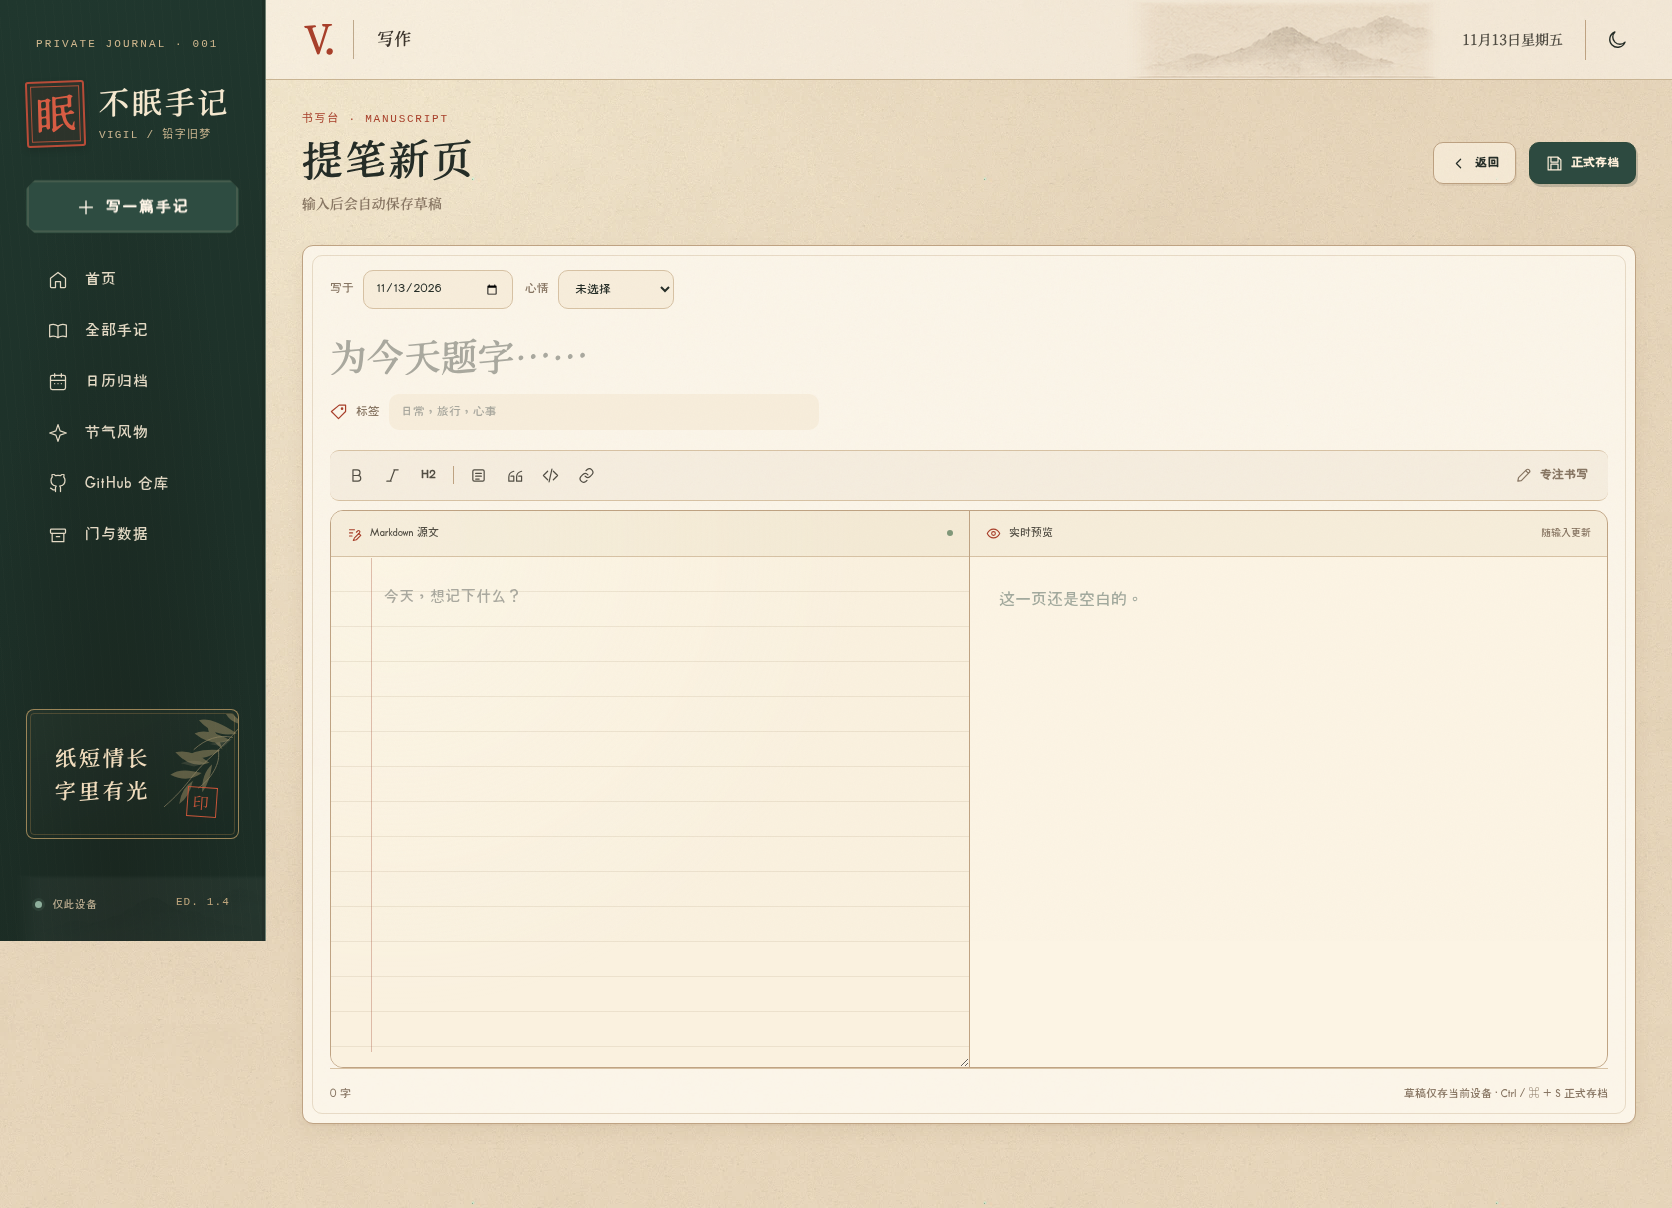 PRIVATE JOURNAL · 001
眠
不眠手记
VIGIL / 铅字旧梦
写一篇手记
首页
全部手记
日历归档
节气风物
GitHub 仓库
门与数据
纸短情长
字里有光
印
仅此设备
ED. 1.4
V.
写作
11月13日星期五
书写台 · MANUSCRIPT
提笔新页
输入后会自动保存草稿
返回
正式存档
写于
11/13/2026
心情
未选择
为今天题字……
标签
日常，旅行，心事
B
I
H2
专注书写
Markdown 源文
实时预览
随输入更新
今天，想记下什么？
这一页还是空白的。
0 字
草稿仅存当前设备 · Ctrl / ⌘ + S 正式存档